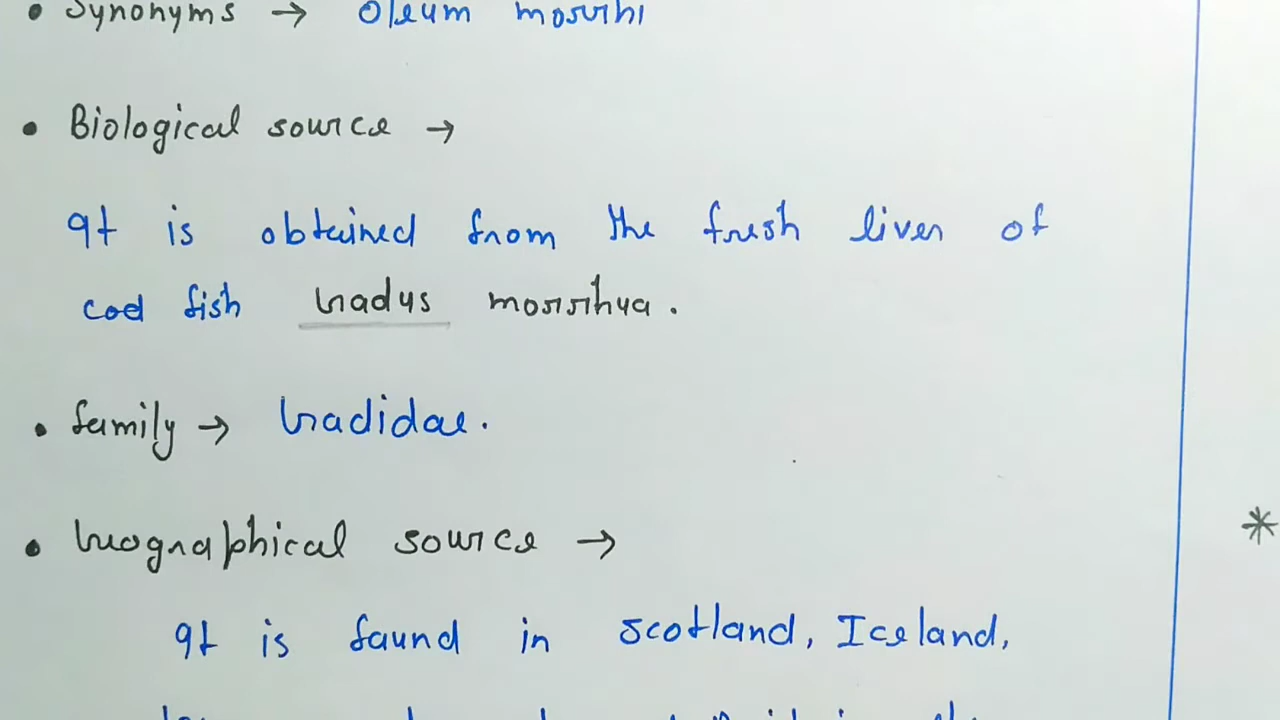 • Synonyms → Oleum morrhi
• Biological source →
It is obtained from the fresh liver of
cod fish Gadus morrhua.
• family → Gadidae.
• Geographical source →
It is faund in scotland, Iceland,
*